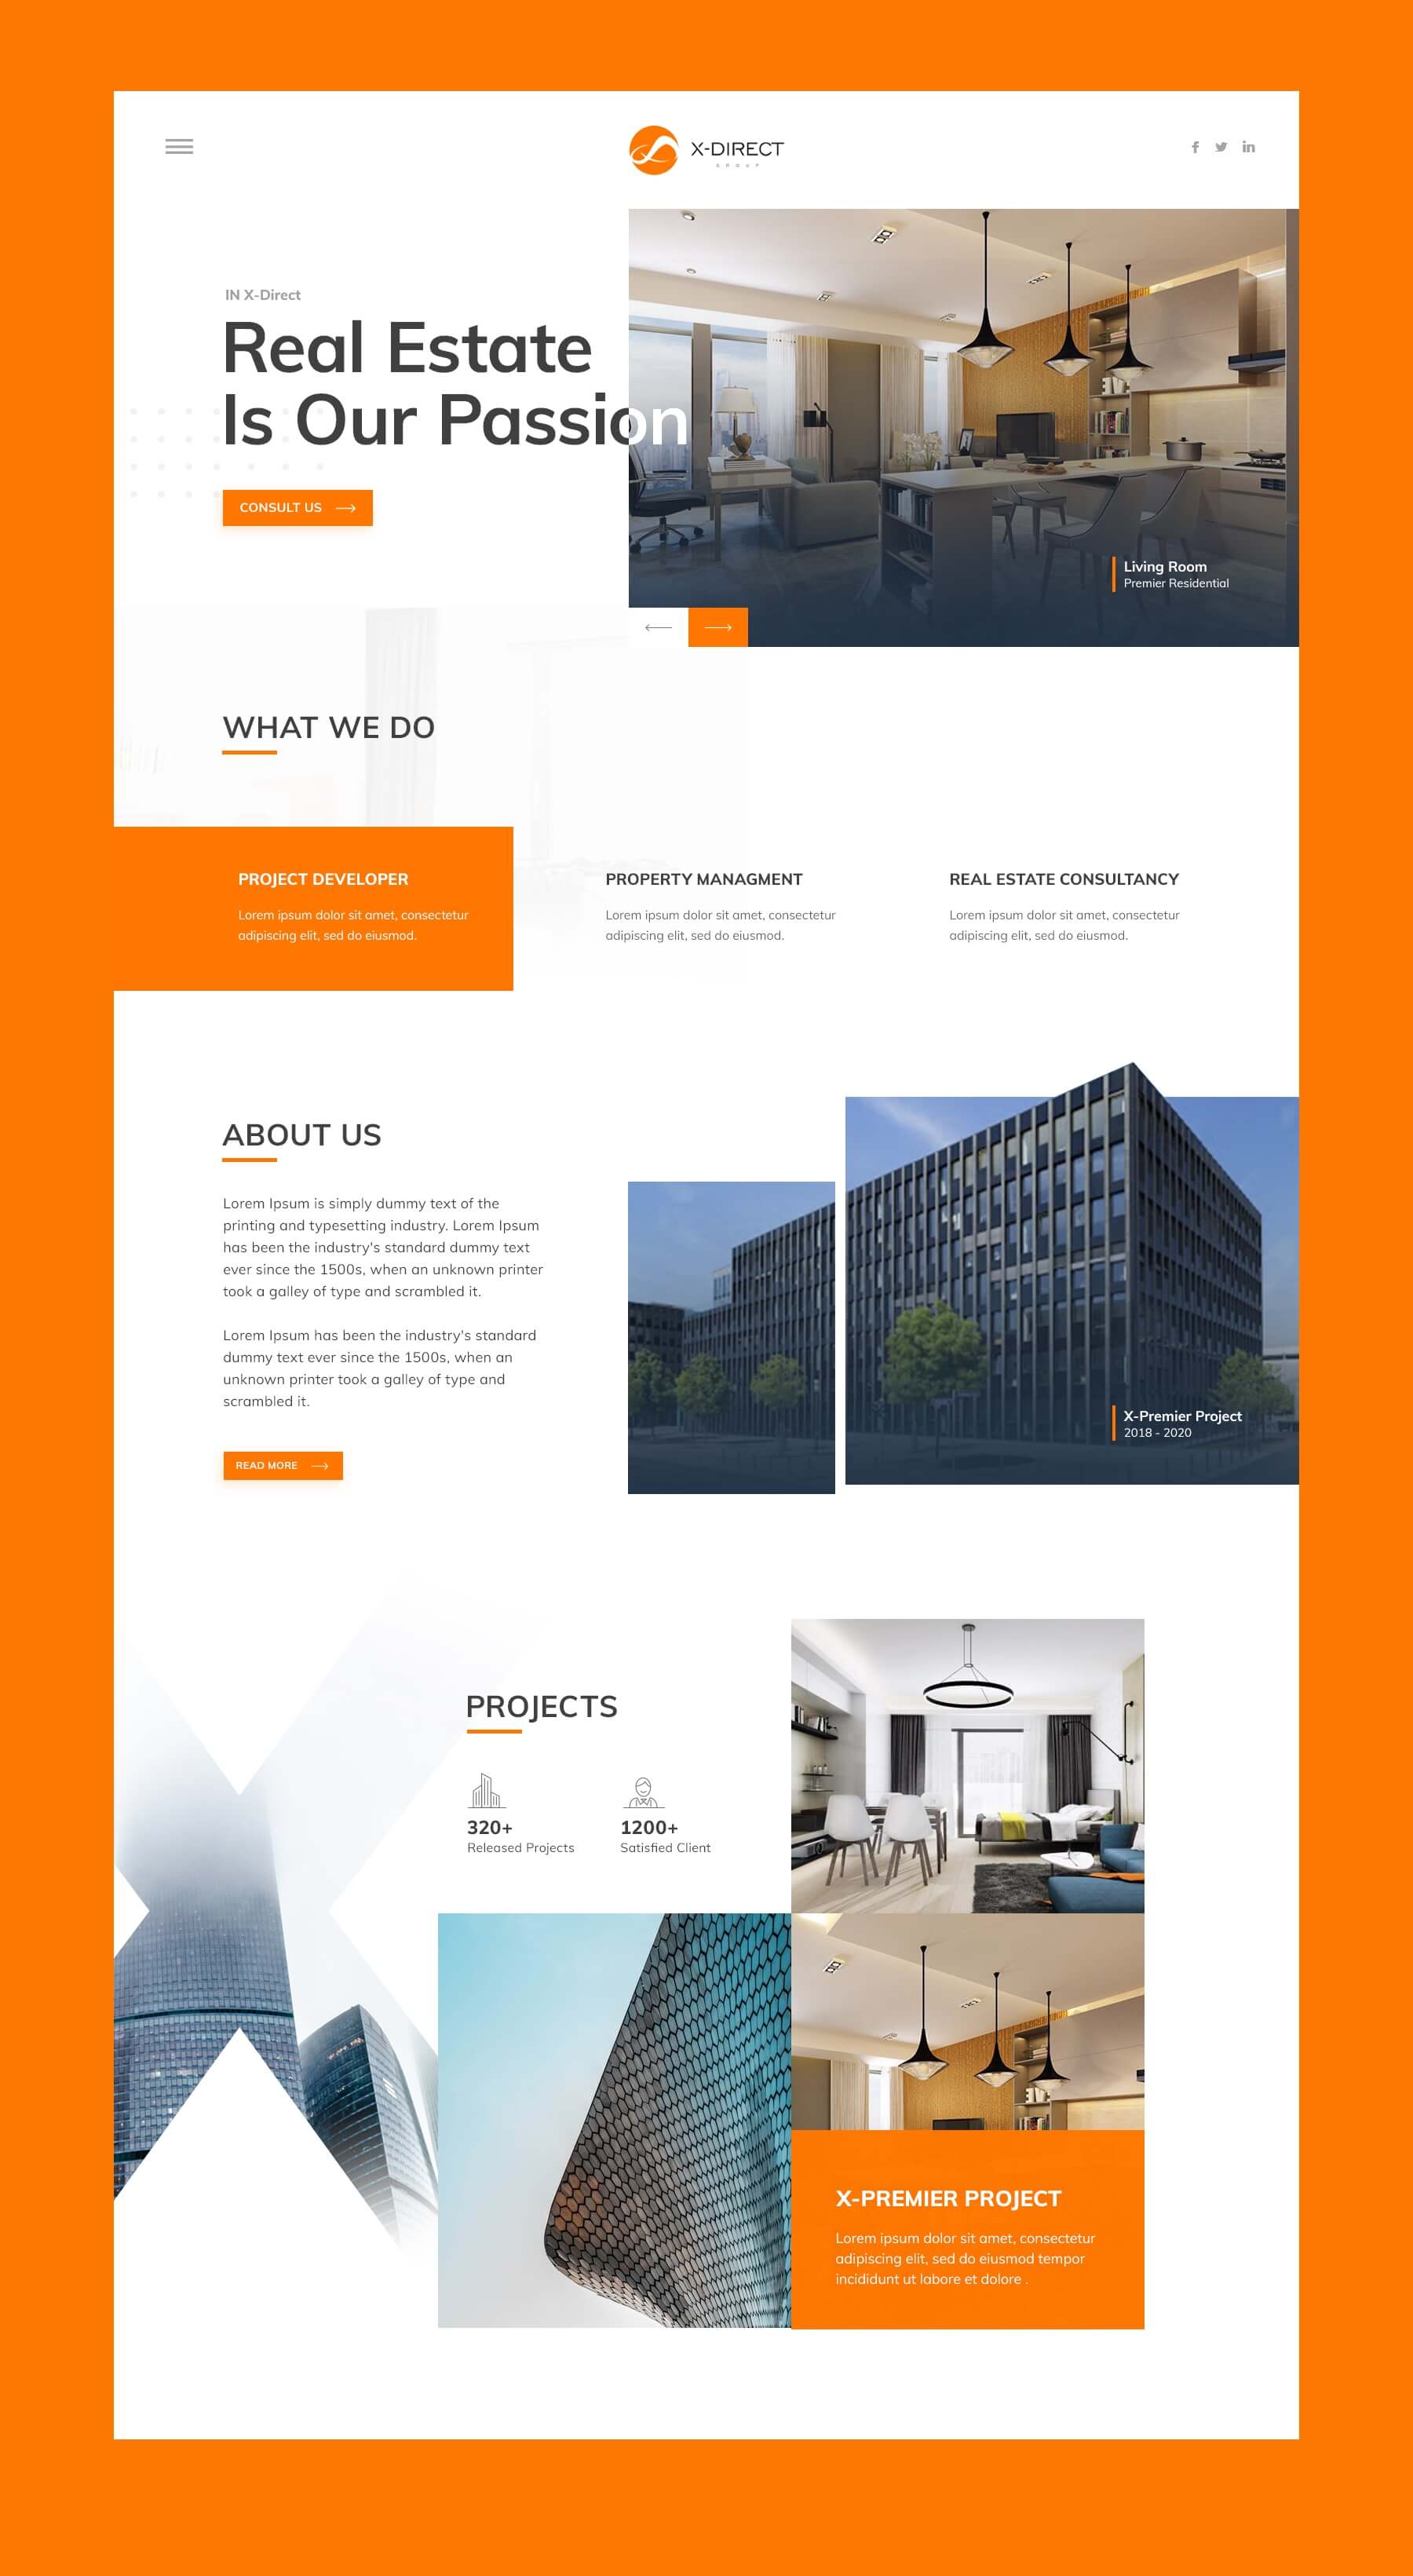 X-DIRECT
GROUP
IN X-Direct
Real Estate
Is Our Passion
CONSULT US
Living Room
Premier Residential
WHAT WE DO
PROJECT DEVELOPER
Lorem ipsum dolor sit amet, consectetur
adipiscing elit, sed do eiusmod.
PROPERTY MANAGMENT
Lorem ipsum dolor sit amet, consectetur
adipiscing elit, sed do eiusmod.
REAL ESTATE CONSULTANCY
Lorem ipsum dolor sit amet, consectetur
adipiscing elit, sed do eiusmod.
ABOUT US
Lorem Ipsum is simply dummy text of the
printing and typesetting industry. Lorem Ipsum
has been the industry's standard dummy text
ever since the 1500s, when an unknown printer
took a galley of type and scrambled it.
Lorem Ipsum has been the industry's standard
dummy text ever since the 1500s, when an
unknown printer took a galley of type and
scrambled it.
READ MORE
X-Premier Project
2018 - 2020
PROJECTS
320+
Released Projects
1200+
Satisfied Client
X-PREMIER PROJECT
Lorem ipsum dolor sit amet, consectetur
adipiscing elit, sed do eiusmod tempor
incididunt ut labore et dolore .